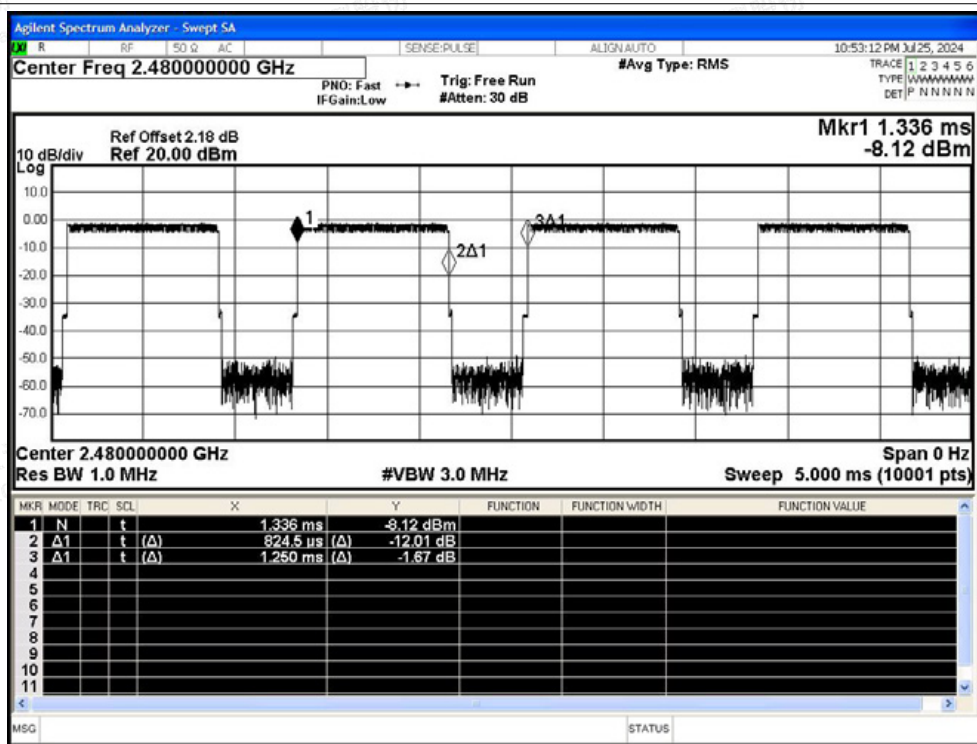 Agilent Spectrum Analyzer - Swept SA
R RF 50 Ω AC SENSE:PULSE ALIGNAUTO 10:53:12 PM Jul 25, 2024
Center Freq 2.480000000 GHz #Avg Type: RMS TRACE 1 2 3 4 5 6
PNO: Fast Trig: Free Run TYPE WWWWWW
IFGain:Low #Atten: 30 dB DET P N N N N N
Mkr1 1.336 ms
Ref Offset 2.18 dB
10 dB/div Ref 20.00 dBm -8.12 dBm
Log
10.0
0.00
1
3Δ1
-10.0
2Δ1
-20.0
-30.0
-40.0
-50.0
-60.0
-70.0
Center 2.480000000 GHz Span 0 Hz
Res BW 1.0 MHz #VBW 3.0 MHz Sweep 5.000 ms (10001 pts)
MKR MODE TRC SCL X Y FUNCTION FUNCTION WIDTH FUNCTION VALUE
1 N t 1.336 ms -8.12 dBm
2 Δ1 t (Δ) 824.5 µs (Δ) -12.01 dB
3 Δ1 t (Δ) 1.250 ms (Δ) -1.67 dB
4
5
6
7
8
9
10
11
MSG STATUS